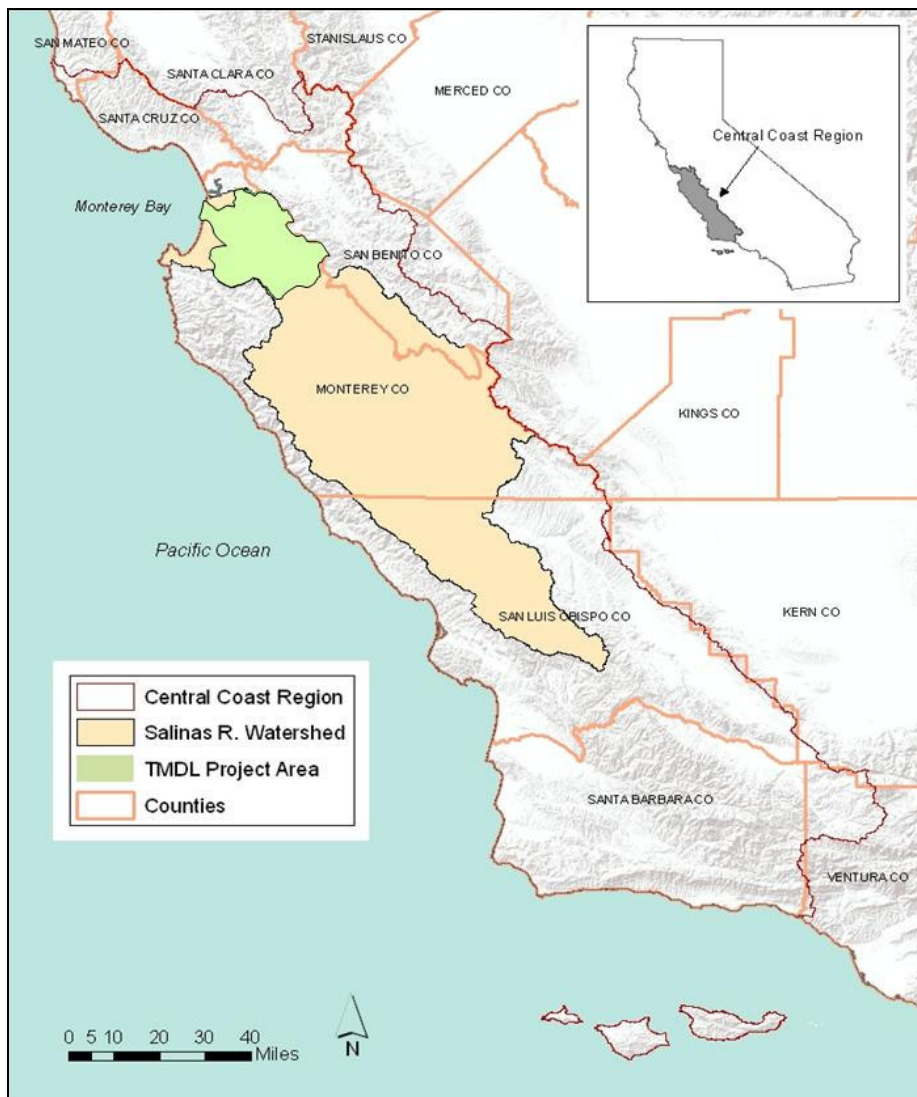 STANISLAUS CO
SAN MATEO CO
SANTA CLARA CO
MERCED CO
SANTA CRUZ CO
Central Coast Region
Monterey Bay
SAN BENITO CO
MONTEREY CO
KINGS CO
Pacific Ocean
KERN CO
SAN LUIS OBISPO CO
Central Coast Region
Salinas R. Watershed
TMDL Project Area
Counties
SANTA BARBARA CO
VENTURA CO
0 5 10 20 30 40
Miles
N